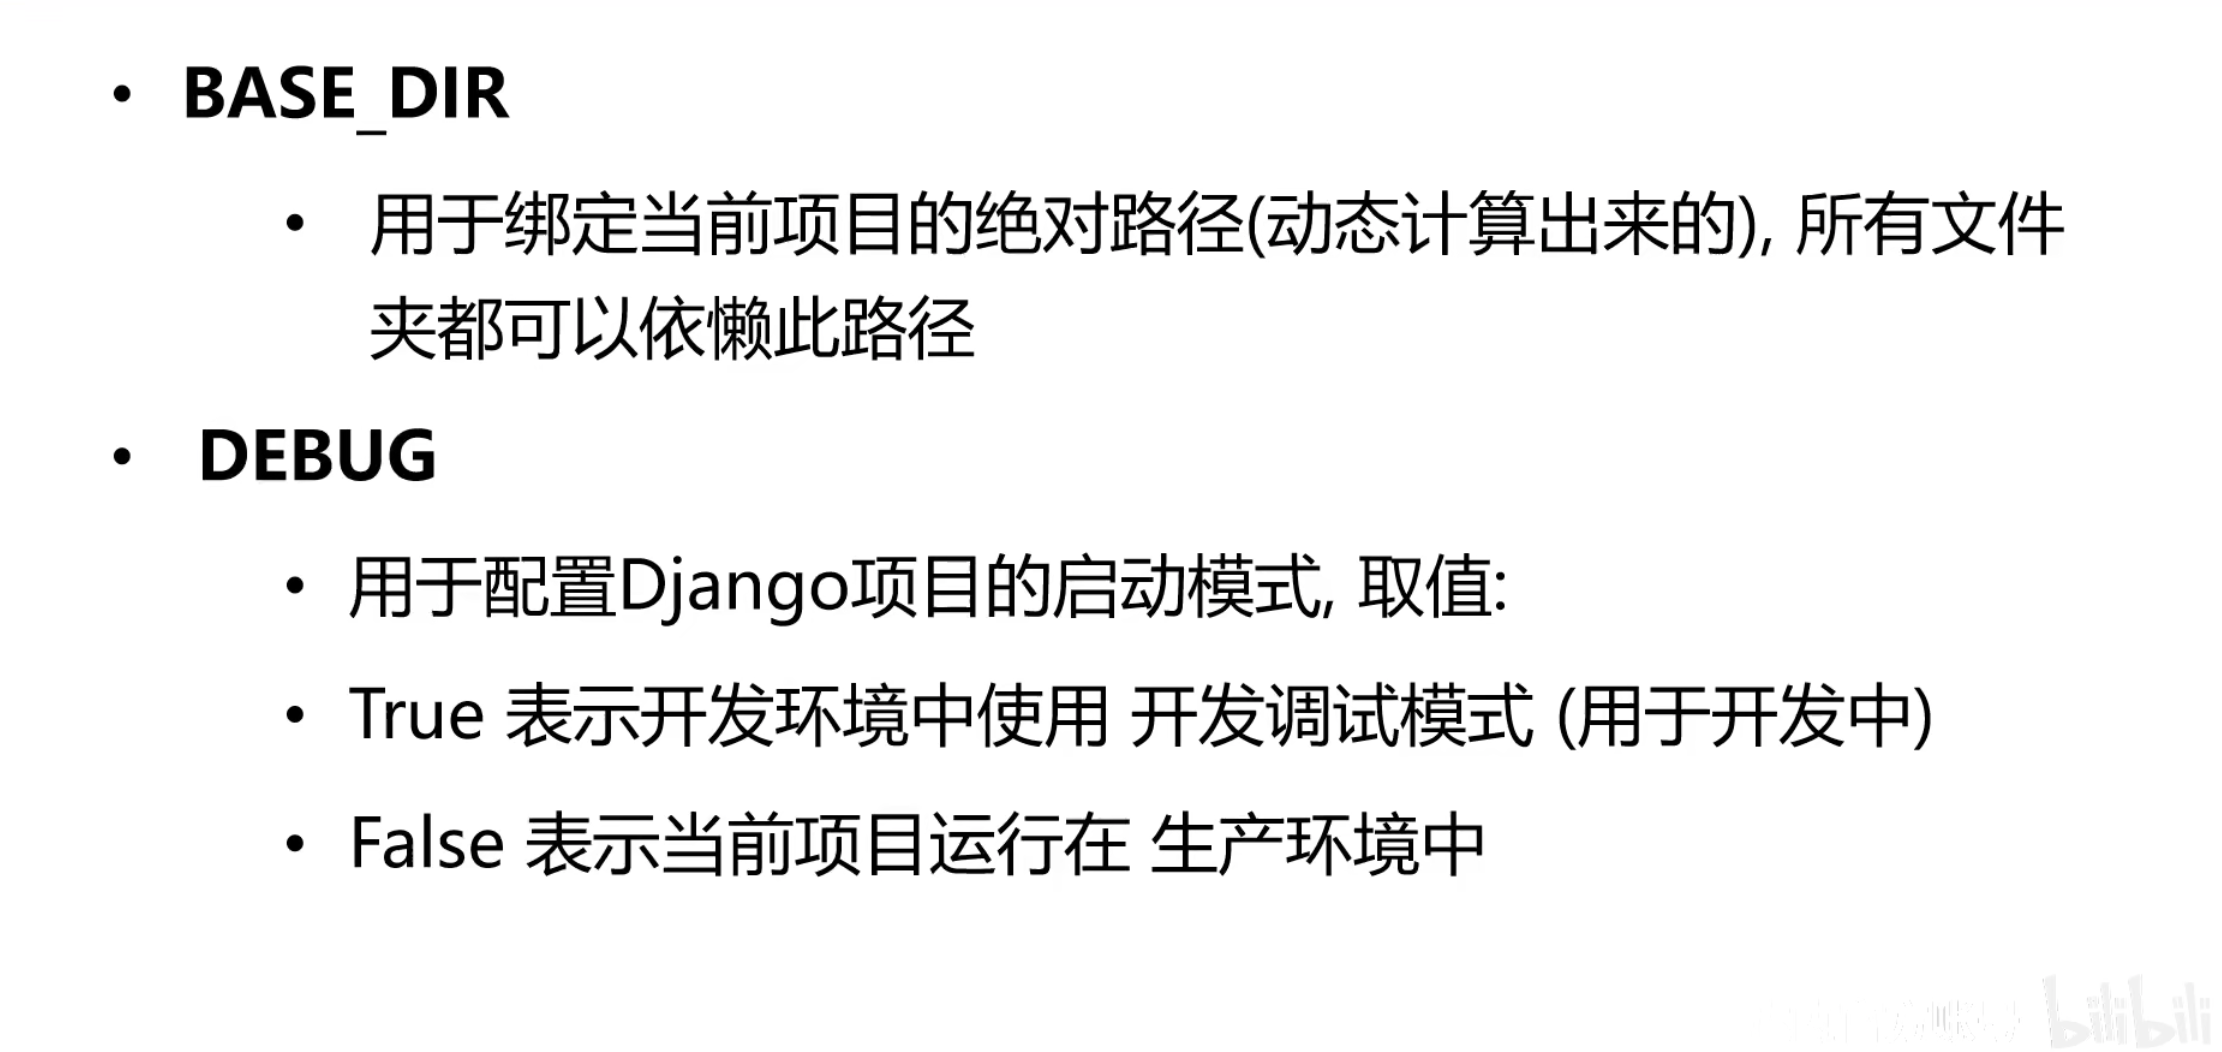 • BASE_DIR
• 用于绑定当前项目的绝对路径(动态计算出来的), 所有文件
夹都可以依懒此路径
• DEBUG
• 用于配置Django项目的启动模式, 取值:
• True 表示开发环境中使用 开发调试模式 (用于开发中)
• False 表示当前项目运行在 生产环境中
bilibili